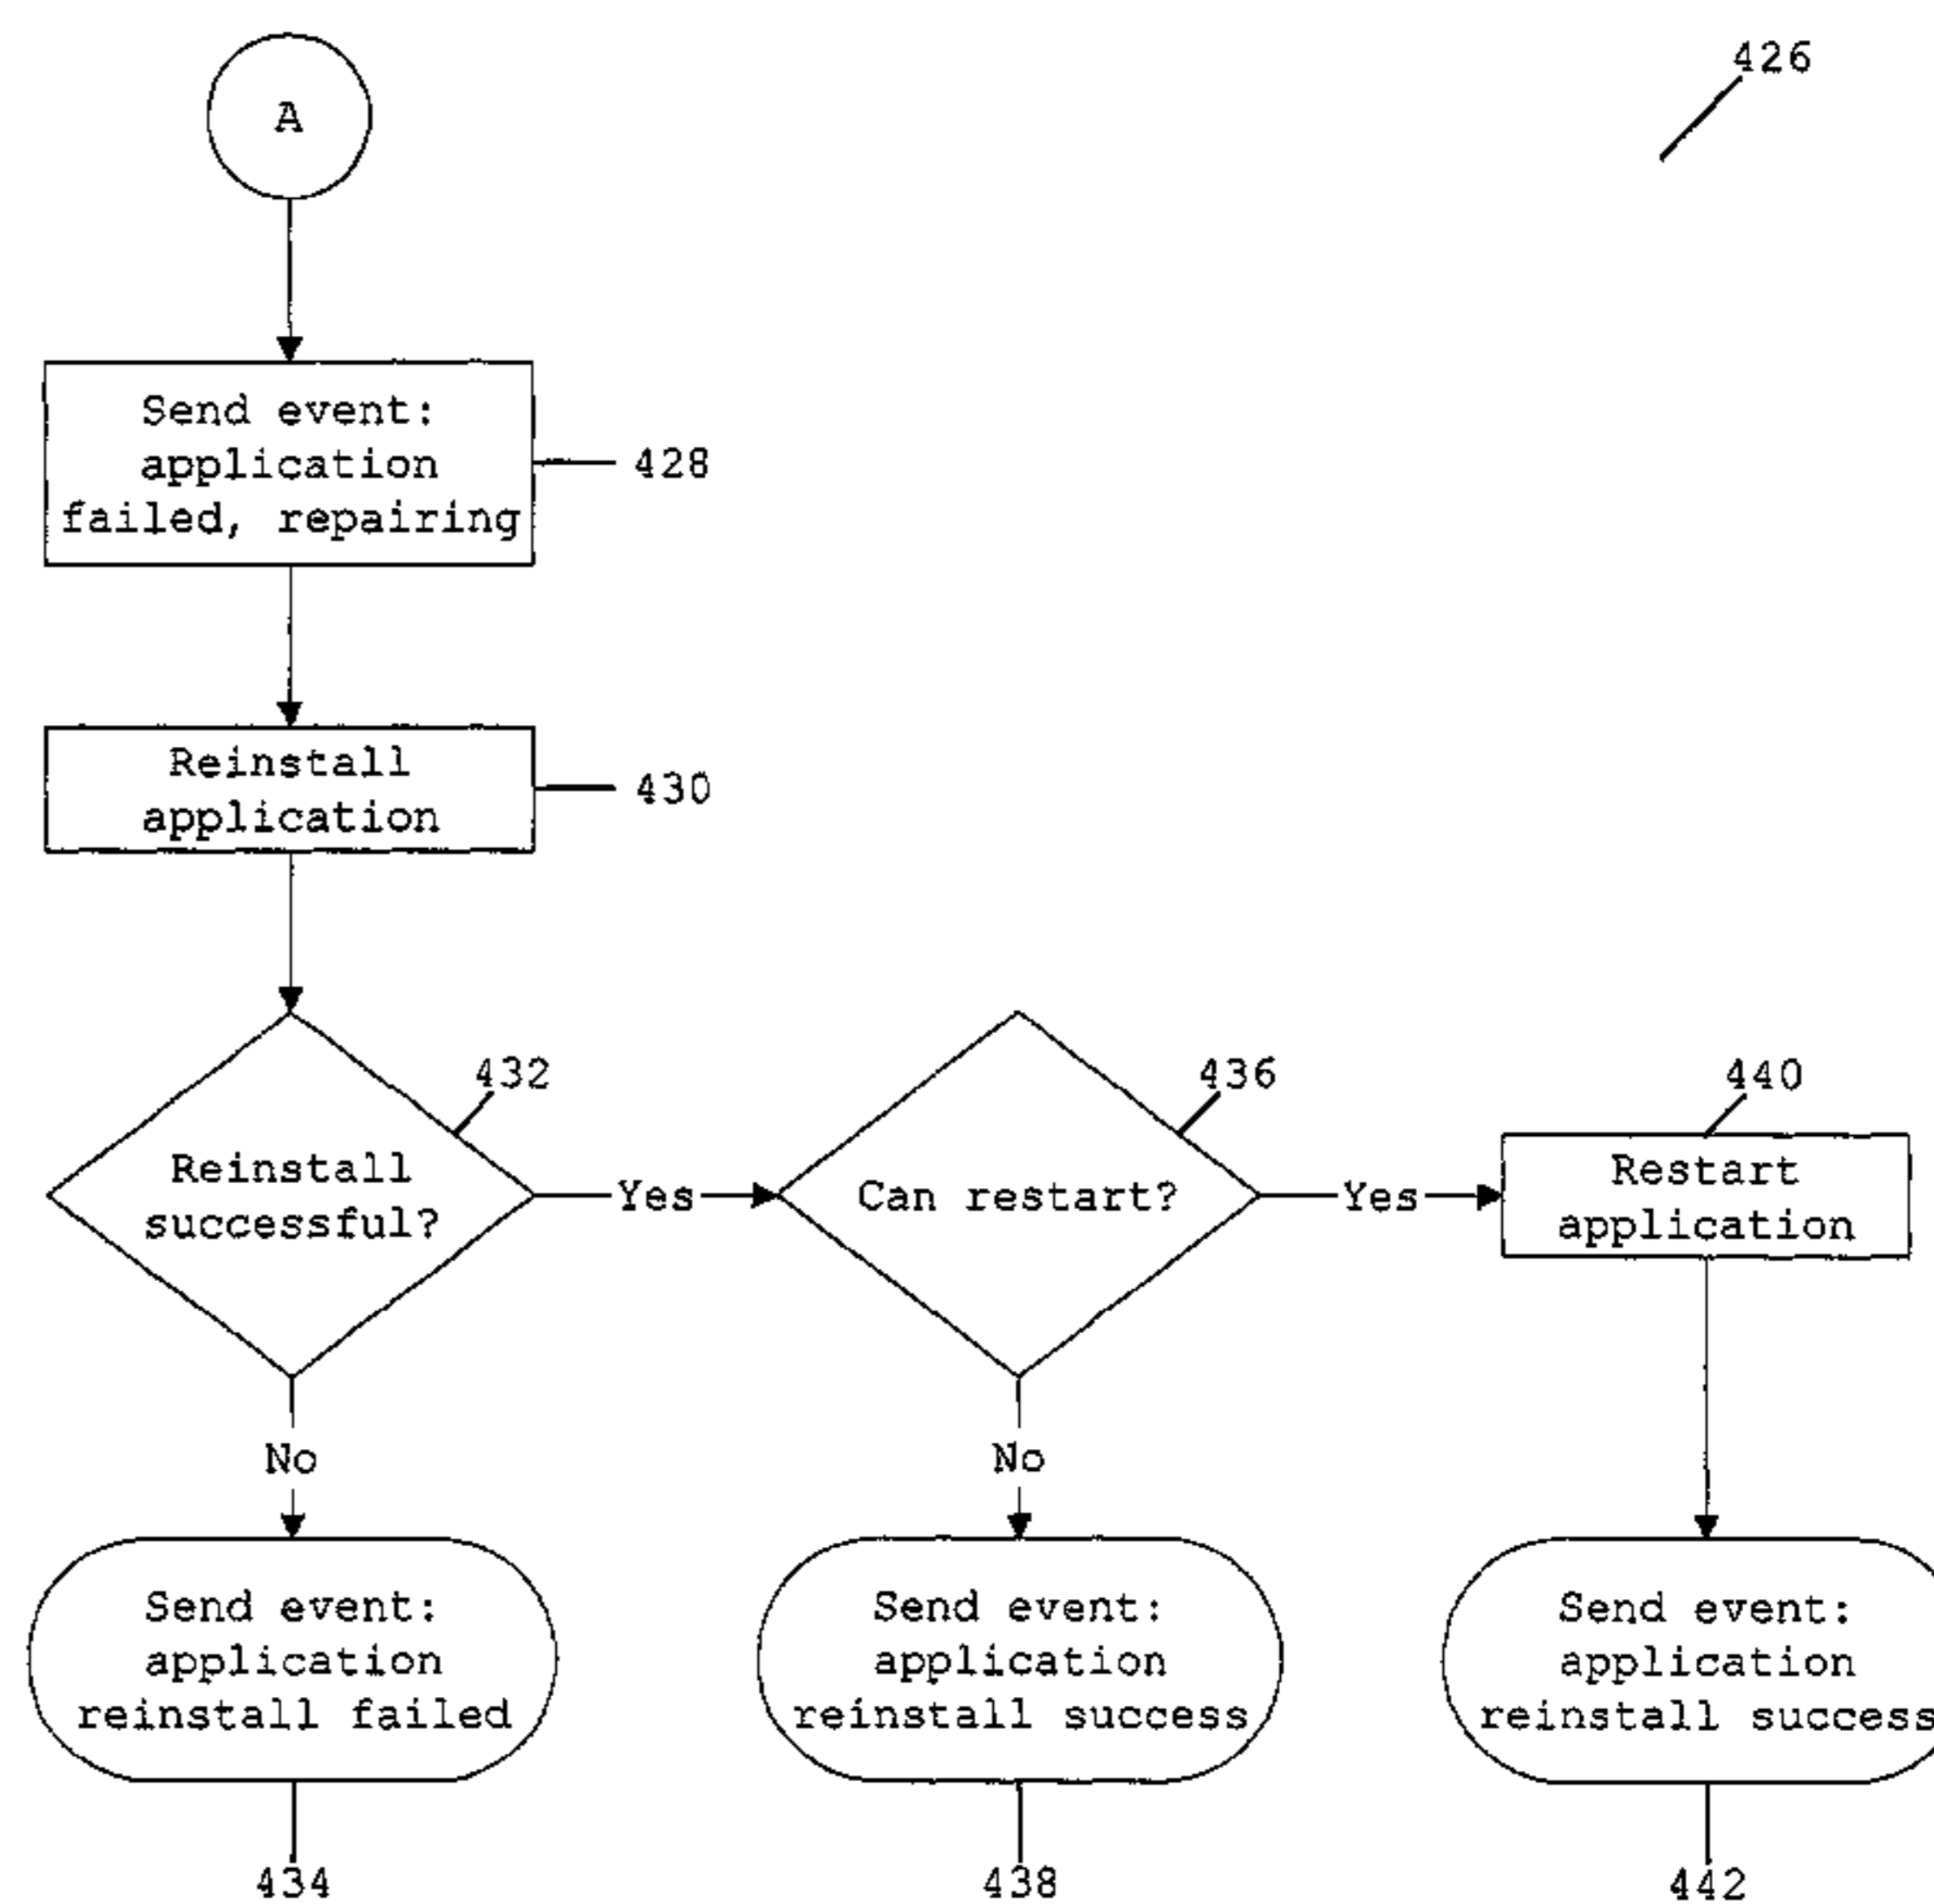 A
426
Send event:
application
failed, repairing
428
Reinstall
application
430
432
436
440
Reinstall
successful?
Yes
Can restart?
Yes
Restart
application
No
No
Send event:
application
reinstall failed
Send event:
application
reinstall success
Send event:
application
reinstall success
434
438
442